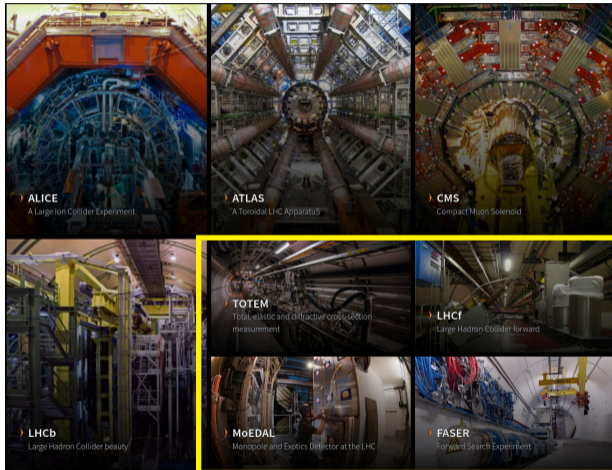 ALICE
A Large Ion Collider Experiment
ATLAS
A Toroidal LHC ApparatuS
CMS
Compact Muon Solenoid
LHCb
Large Hadron Collider beauty
TOTEM
Total, elastic and diffractive cross-section
measurement
LHCf
Large Hadron Collider forward
MoEDAL
Monopole and Exotics Detector at the LHC
FASER
Forward Search Experiment